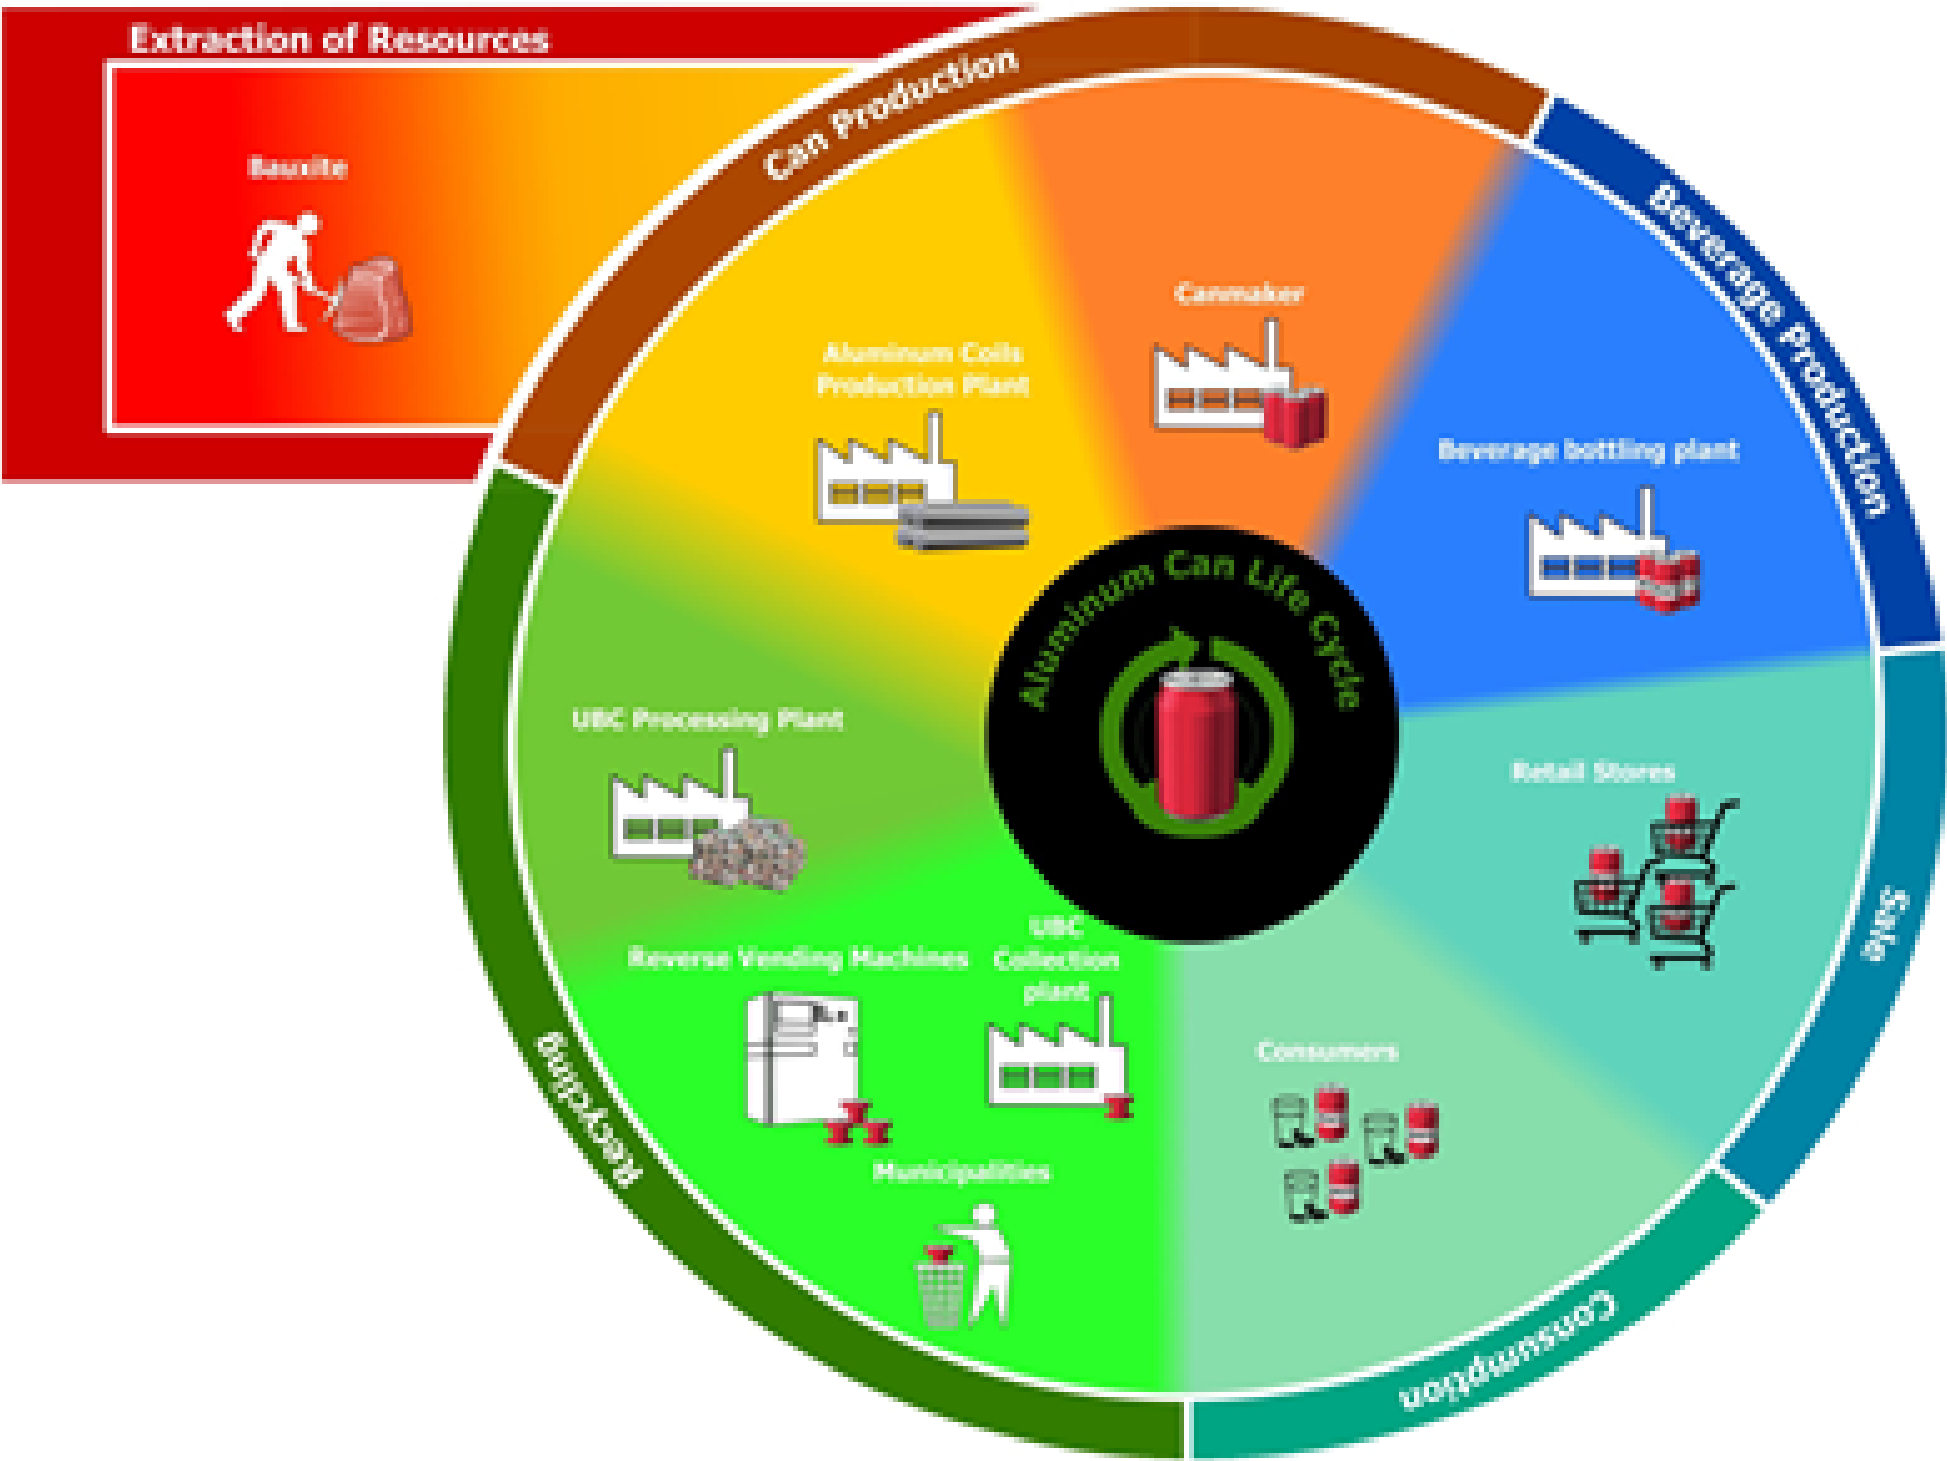 Extraction of Resources
Bauxite
Can Production
Aluminum Coils
Production Plant
Canmaker
Beverage Production
Beverage bottling plant
Aluminum Can Life Cycle
Retail Stores
Sale
Consumers
Consumption
UBC
Collection
plant
Reverse Vending Machines
Municipalities
Recycling
UBC Processing Plant